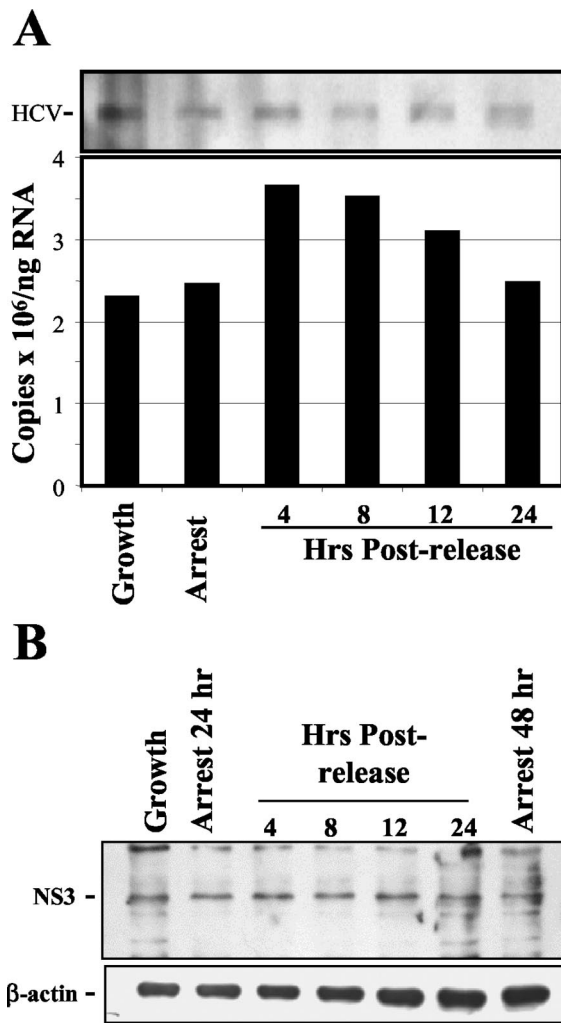 A
HCV-
4
3
2
1
0
Copies x 10⁶/ng RNA
Growth
Arrest
4 8 12 24
Hrs Post-release
B
Growth
Arrest 24 hr
Hrs Post-
release
4 8 12 24
Arrest 48 hr
NS3 -
β-actin -